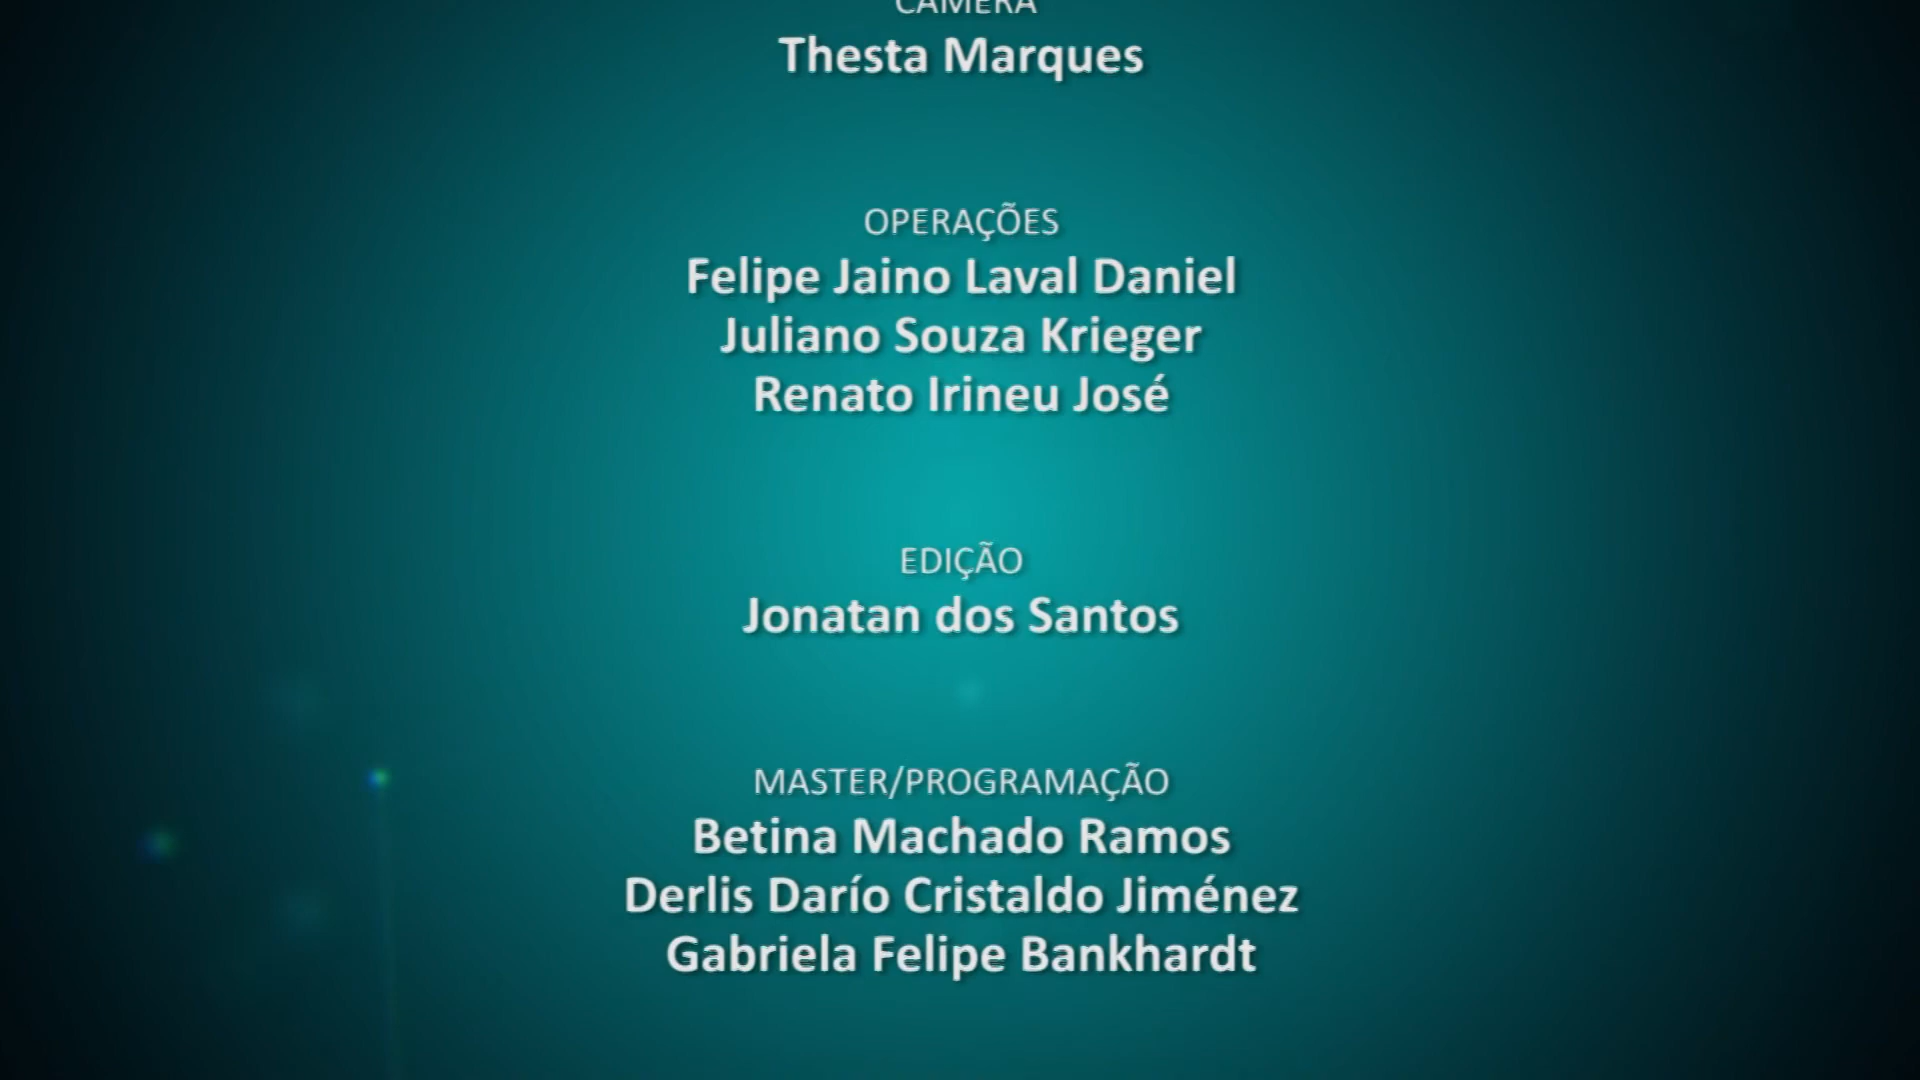 CÂMERA
Thesta Marques
OPERAÇÕES
Felipe Jaino Laval Daniel
Juliano Souza Krieger
Renato Irineu José
EDIÇÃO
Jonatan dos Santos
MASTER/PROGRAMAÇÃO
Betina Machado Ramos
Derlis Darío Cristaldo Jiménez
Gabriela Felipe Bankhardt